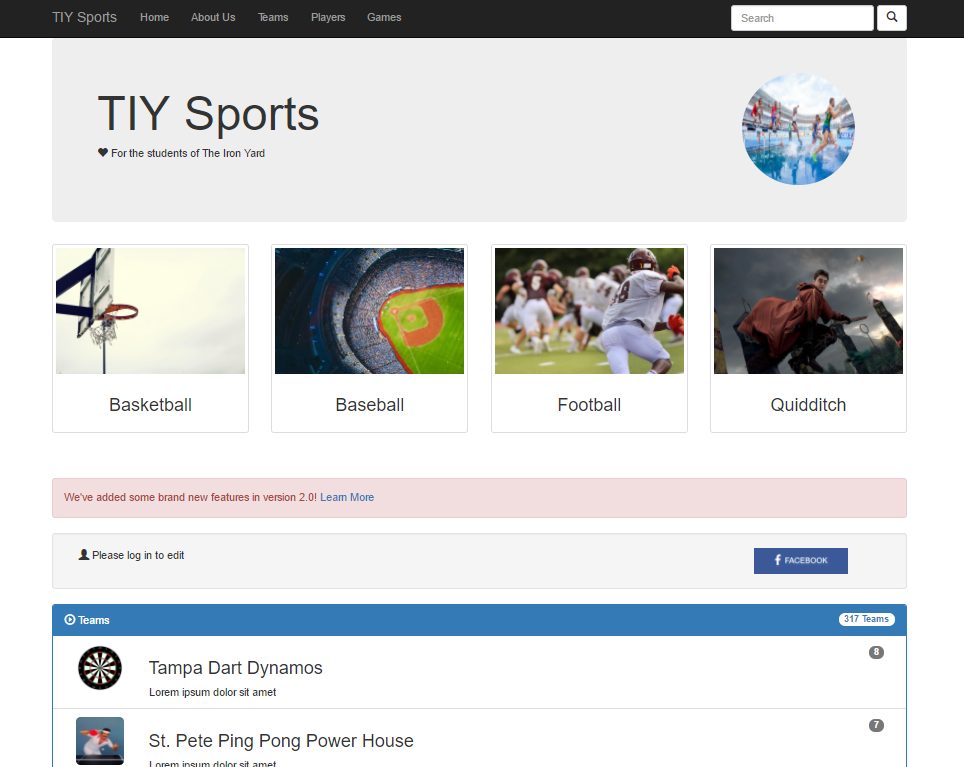 TIY Sports Home About Us Teams Players Games Search
TIY Sports
For the students of The Iron Yard
Basketball Baseball Football Quidditch
We've added some brand new features in version 2.0! Learn More
Please log in to edit FACEBOOK
Teams 317 Teams
Tampa Dart Dynamos 8
Lorem ipsum dolor sit amet
St. Pete Ping Pong Power House 7
Lorem ipsum dolor sit amet